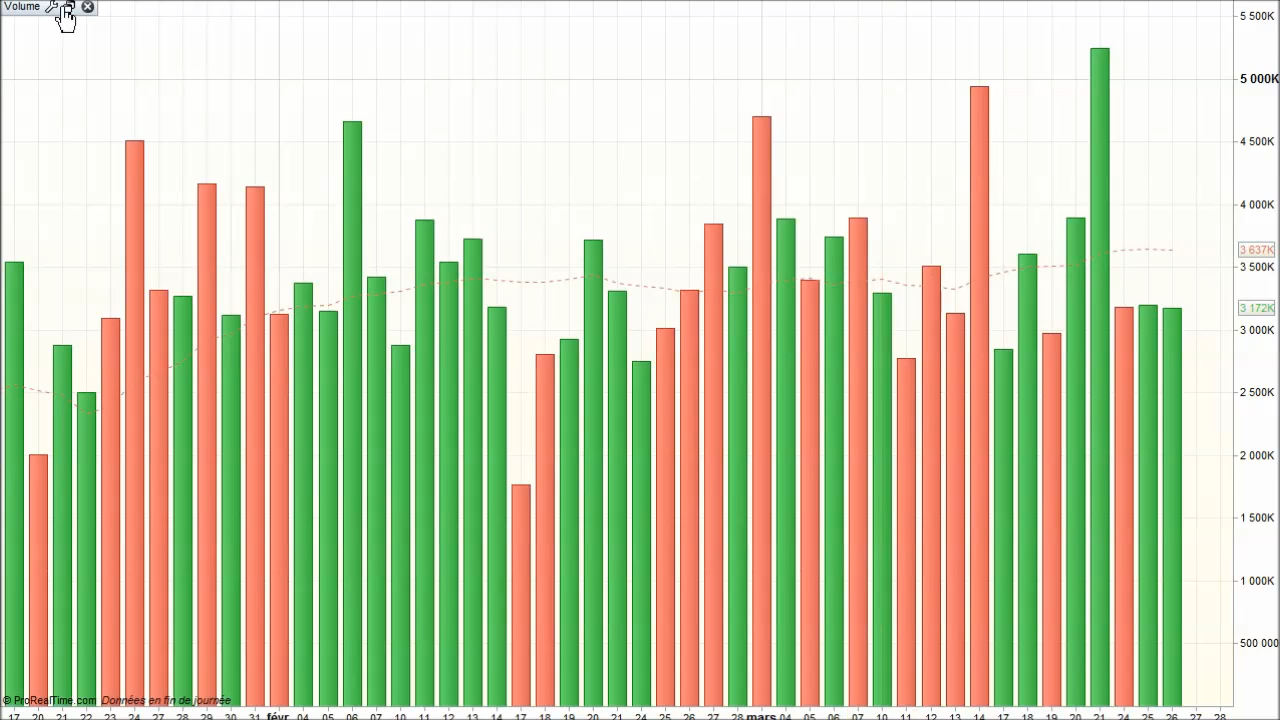 Volume
5 500K
5 000K
4 500K
4 000K
3 637K
3 500K
3 172K
3 000K
2 500K
2 000K
1 500K
1 000K
500 000
© ProRealTime.com Données en fin de journée
17 20 21 22 23 24 27 28 29 30 31 févr. 04 05 06 07 10 11 12 13 14 17 18 19 20 21 24 25 26 27 28 mars 04 05 06 07 10 11 12 13 14 17 18 19 20 21 24 25 26 27 28